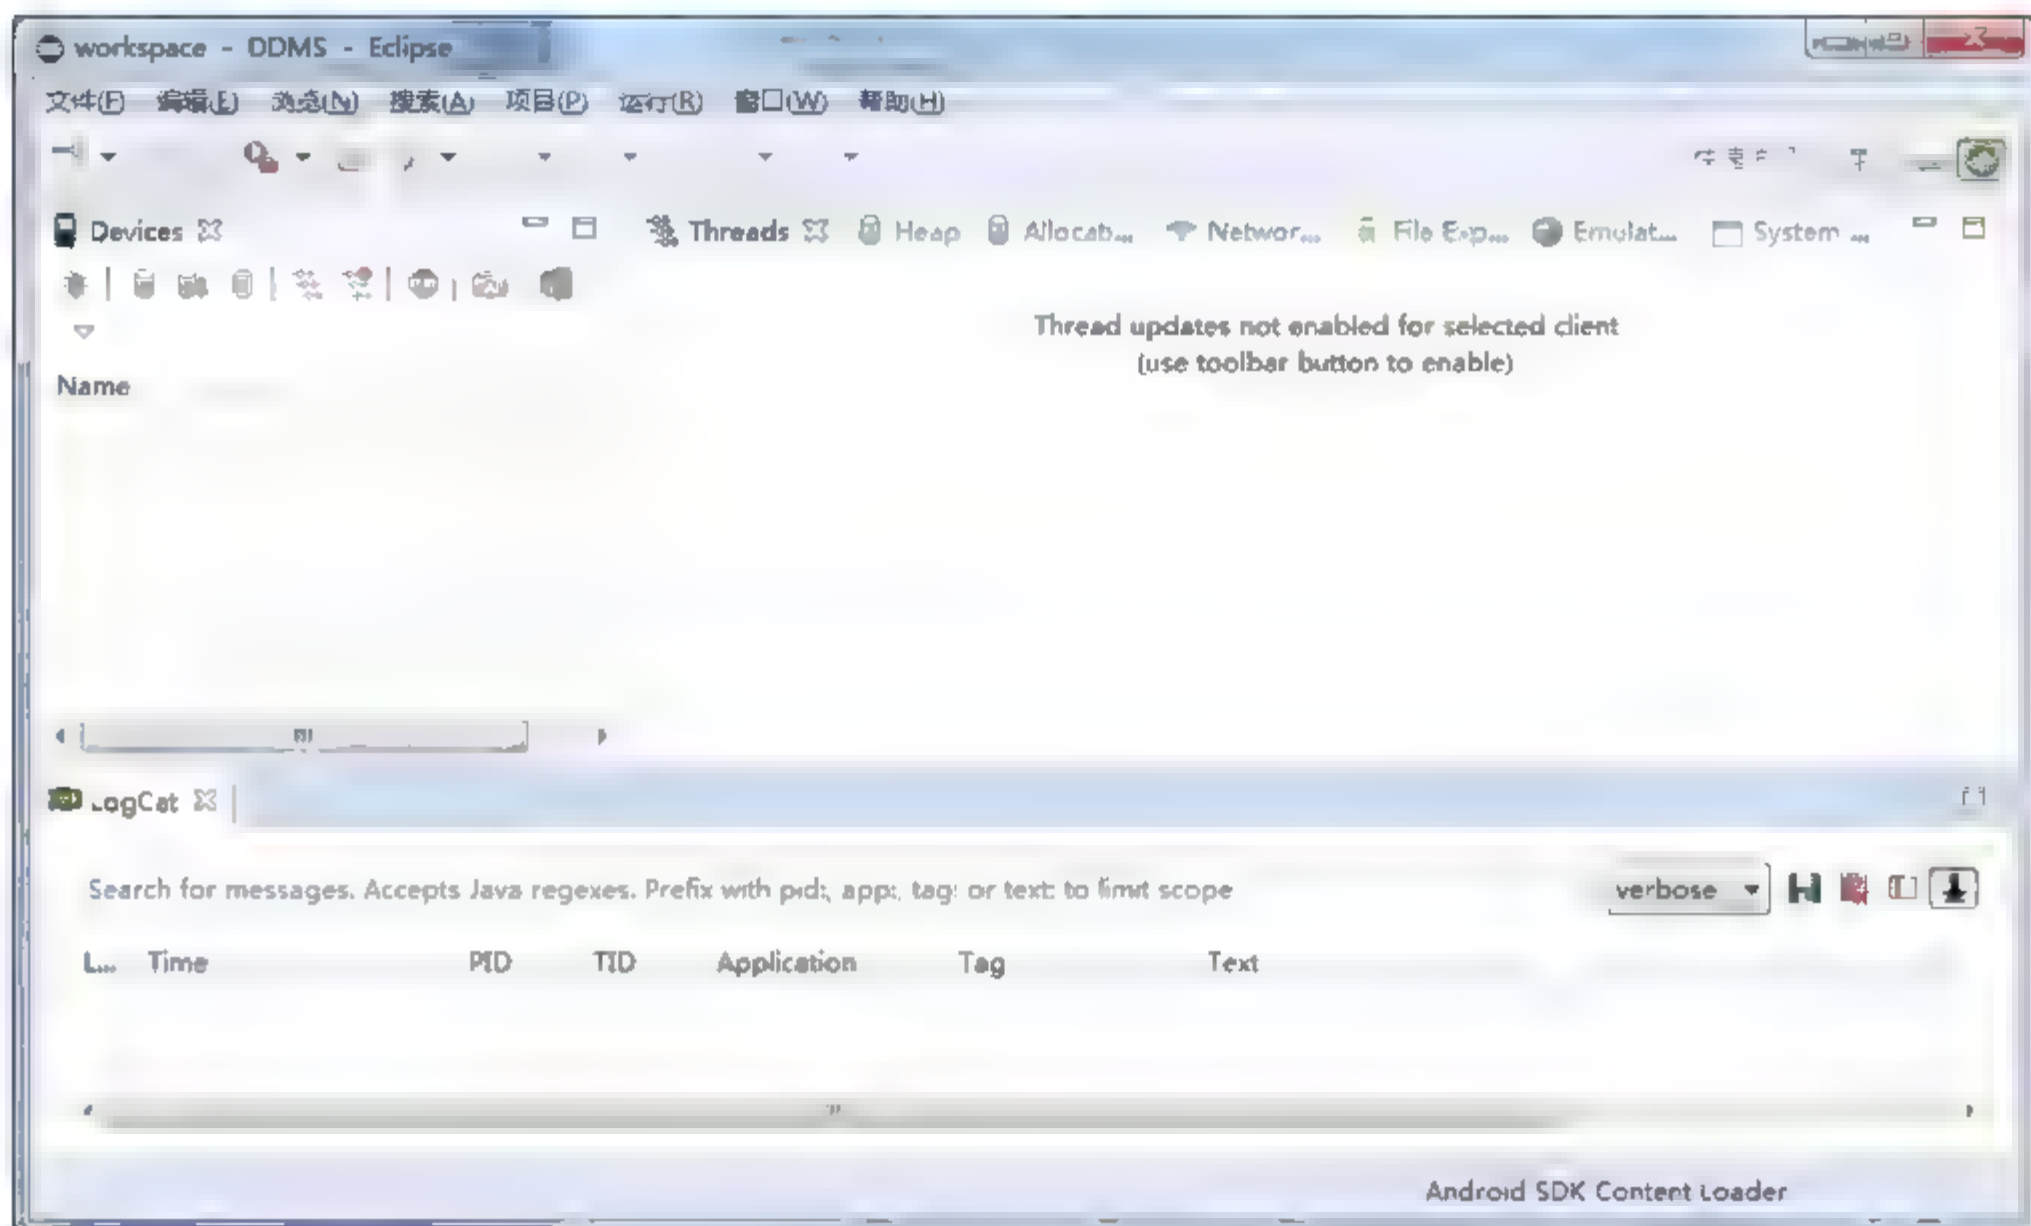 workspace - DDMS - Eclipse
文件(F) 编辑(E) 浏览(N) 搜索(A) 项目(P) 运行(R) 窗口(W) 帮助(H)
Devices Threads Heap Allocab... Networ... File Exp... Emulat... System ...
Thread updates not enabled for selected client
(use toolbar button to enable)
Name
LogCat
Search for messages. Accepts Java regexes. Prefix with pid:, app:, tag: or text: to limit scope
verbose
L... Time PID TID Application Tag Text
Android SDK Content Loader